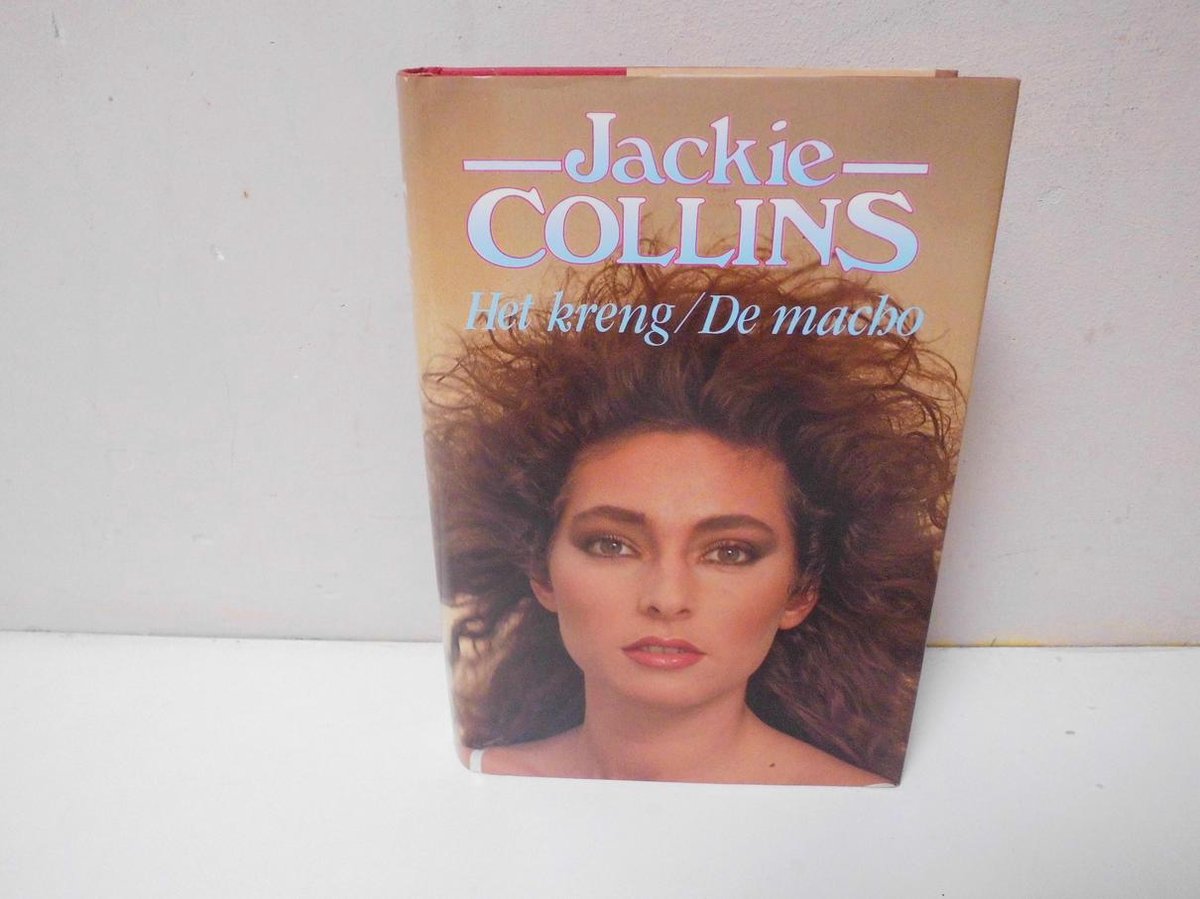 Jackie
COLLINS
Het kreng/De macho